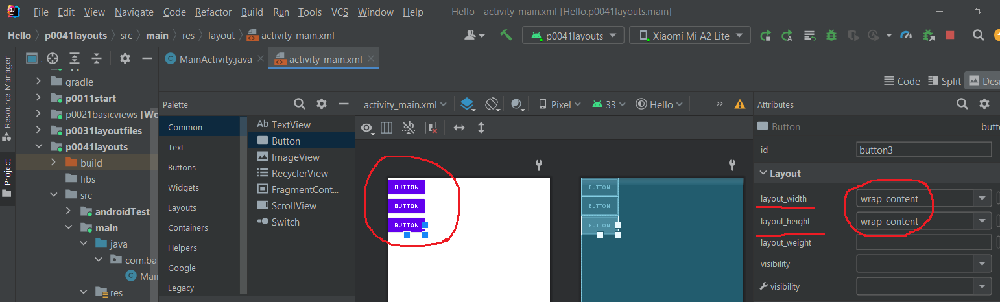 File Edit View Navigate Code Refactor Build Run Tools VCS Window Help Hello - activity_main.xml [Hello.p0041layouts.main]
Hello p0041layouts src main res layout activity_main.xml p0041layouts Xiaomi Mi A2 Lite
MainActivity.java activity_main.xml
Resource Manager
Project
gradle
p0011start
p0021basicviews [Wo
p0031layoutfiles
p0041layouts
build
libs
src
androidTest
main
java
com.bal
Mai
res
Code Split Desi
Palette
Common
Text
Buttons
Widgets
Layouts
Containers
Helpers
Google
Legacy
Ab TextView
Button
ImageView
RecyclerView
FragmentCont...
ScrollView
Switch
activity_main.xml Pixel 33 Hello
BUTTON
BUTTON
BUTTON
BUTTON
BUTTON
BUTTON
Attributes
Button butto
id button3
Layout
layout_width wrap_content
layout_height wrap_content
layout_weight
visibility
visibility